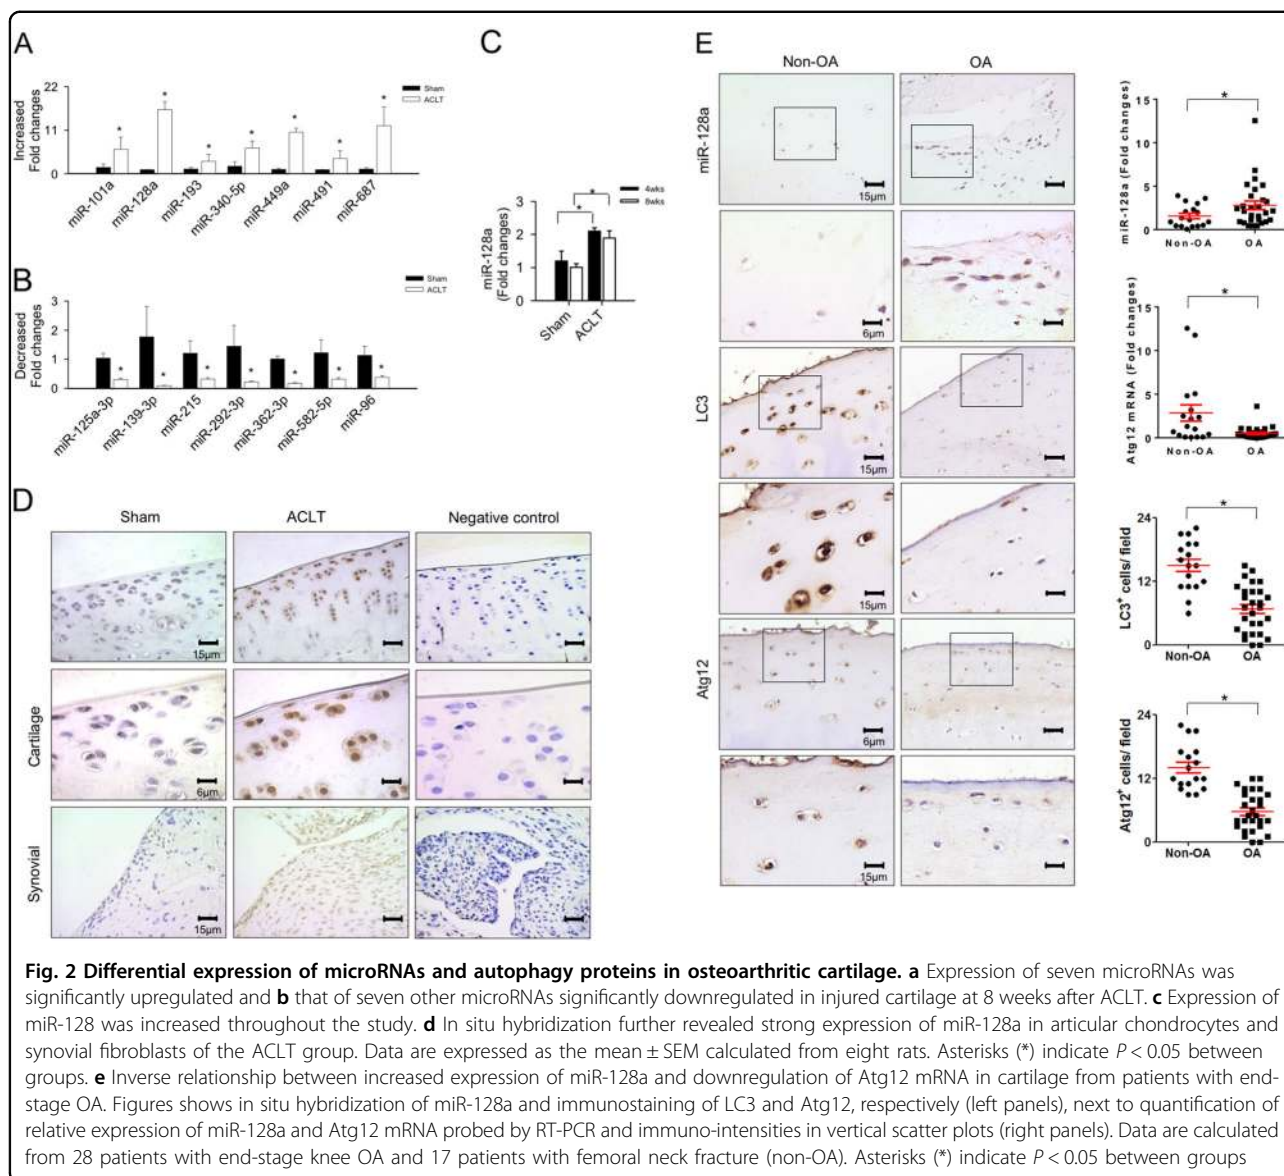 A
Increased
Fold changes
22
11
0
Sham
ACLT
* * * * * * *
miR-101a
miR-128a
miR-193
miR-340-5p
miR-449a
miR-491
miR-687
B
Decreased
Fold changes
3
2
1
0
Sham
ACLT
* * * * * * *
miR-125a-3p
miR-139-3p
miR-215
miR-292-3p
miR-362-3p
miR-582-5p
miR-96
C
miR-128a
(Fold changes)
3
2
1
0
4wks
8wks
* *
Sham
ACLT
D
Sham
ACLT
Negative control
15µm
Cartilage
6µm
Synovial
15µm
E
Non-OA
OA
miR-128a
15µm
6µm
LC3
15µm
15µm
Atg12
6µm
15µm
miR-128a (Fold changes)
15
10
5
0
*
Non-OA
OA
Atg12 mRNA (Fold changes)
15
10
5
0
*
Non-OA
OA
LC3+ cells/ field
24
12
0
*
Non-OA
OA
Atg12+ cells/ field
24
12
0
*
Non-OA
OA
Fig. 2 Differential expression of microRNAs and autophagy proteins in osteoarthritic cartilage. a Expression of seven microRNAs was
significantly upregulated and b that of seven other microRNAs significantly downregulated in injured cartilage at 8 weeks after ACLT. c Expression of
miR-128 was increased throughout the study. d In situ hybridization further revealed strong expression of miR-128a in articular chondrocytes and
synovial fibroblasts of the ACLT group. Data are expressed as the mean ± SEM calculated from eight rats. Asterisks (*) indicate P < 0.05 between
groups. e Inverse relationship between increased expression of miR-128a and downregulation of Atg12 mRNA in cartilage from patients with end-
stage OA. Figures shows in situ hybridization of miR-128a and immunostaining of LC3 and Atg12, respectively (left panels), next to quantification of
relative expression of miR-128a and Atg12 mRNA probed by RT-PCR and immuno-intensities in vertical scatter plots (right panels). Data are calculated
from 28 patients with end-stage knee OA and 17 patients with femoral neck fracture (non-OA). Asterisks (*) indicate P < 0.05 between groups